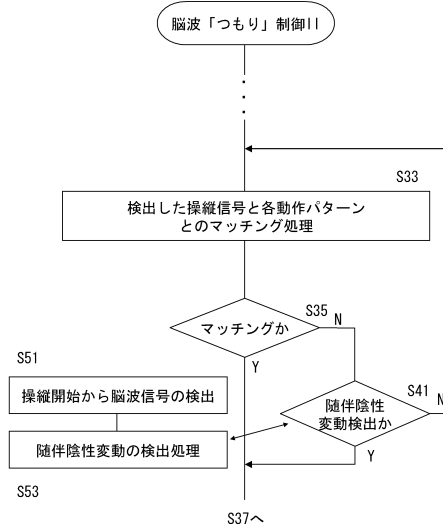 脳波「つもり」制御II
S33
検出した操縦信号と各動作パターン
とのマッチング処理
S35
マッチングか
N
Y
S51
操縦開始から脳波信号の検出
S41
随伴陰性
変動検出か
N
Y
随伴陰性変動の検出処理
S53
S37へ